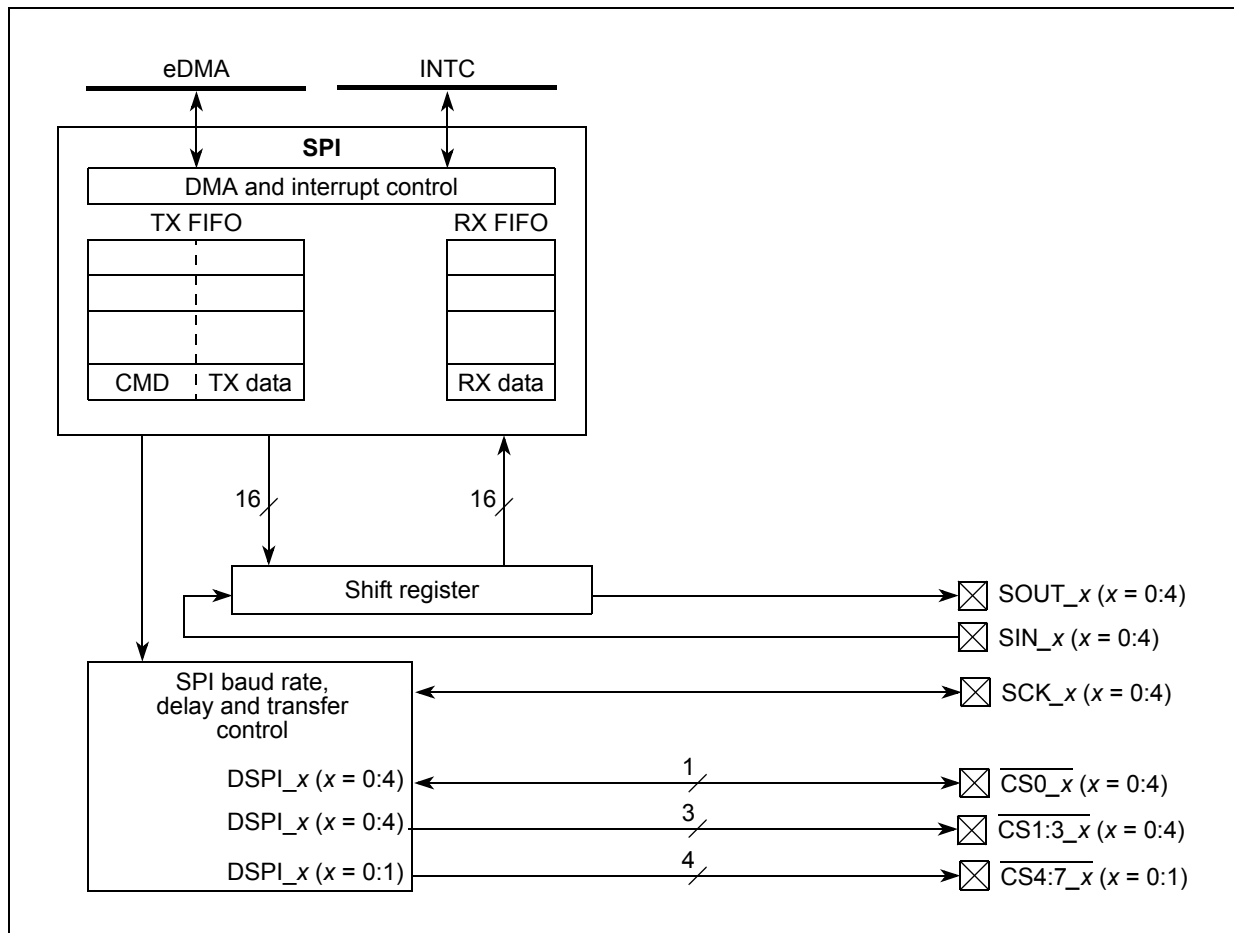 eDMA
INTC
SPI
DMA and interrupt control
TX FIFO
RX FIFO
CMD
TX data
RX data
16
16
Shift register
SOUT_x (x = 0:4)
SIN_x (x = 0:4)
SPI baud rate,
delay and transfer
control
SCK_x (x = 0:4)
DSPI_x (x = 0:4)
1
CS0_x (x = 0:4)
DSPI_x (x = 0:4)
3
CS1:3_x (x = 0:4)
DSPI_x (x = 0:1)
4
CS4:7_x (x = 0:1)